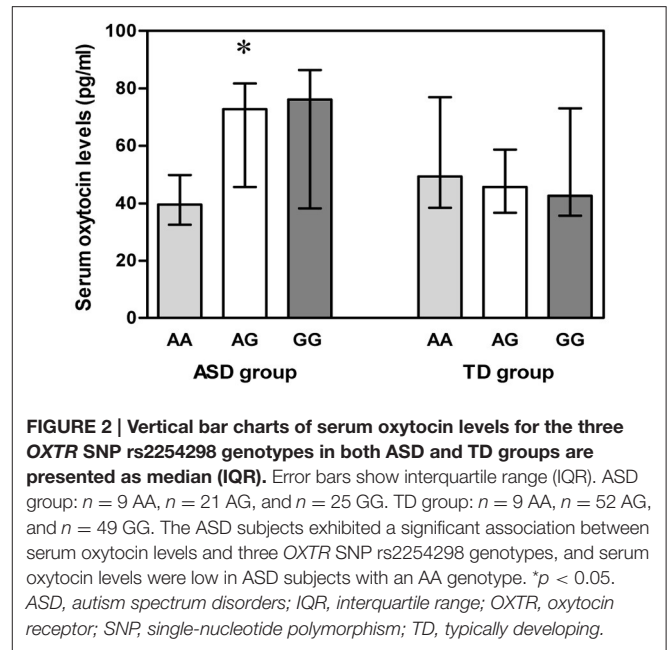 100
*
80
60
40
20
0
Serum oxytocin levels (pg/ml)
AA AG GG AA AG GG
ASD group TD group
FIGURE 2 | Vertical bar charts of serum oxytocin levels for the three
OXTR SNP rs2254298 genotypes in both ASD and TD groups are
presented as median (IQR). Error bars show interquartile range (IQR). ASD
group: n = 9 AA, n = 21 AG, and n = 25 GG. TD group: n = 9 AA, n = 52 AG,
and n = 49 GG. The ASD subjects exhibited a significant association between
serum oxytocin levels and three OXTR SNP rs2254298 genotypes, and serum
oxytocin levels were low in ASD subjects with an AA genotype. *p < 0.05.
ASD, autism spectrum disorders; IQR, interquartile range; OXTR, oxytocin
receptor; SNP, single-nucleotide polymorphism; TD, typically developing.